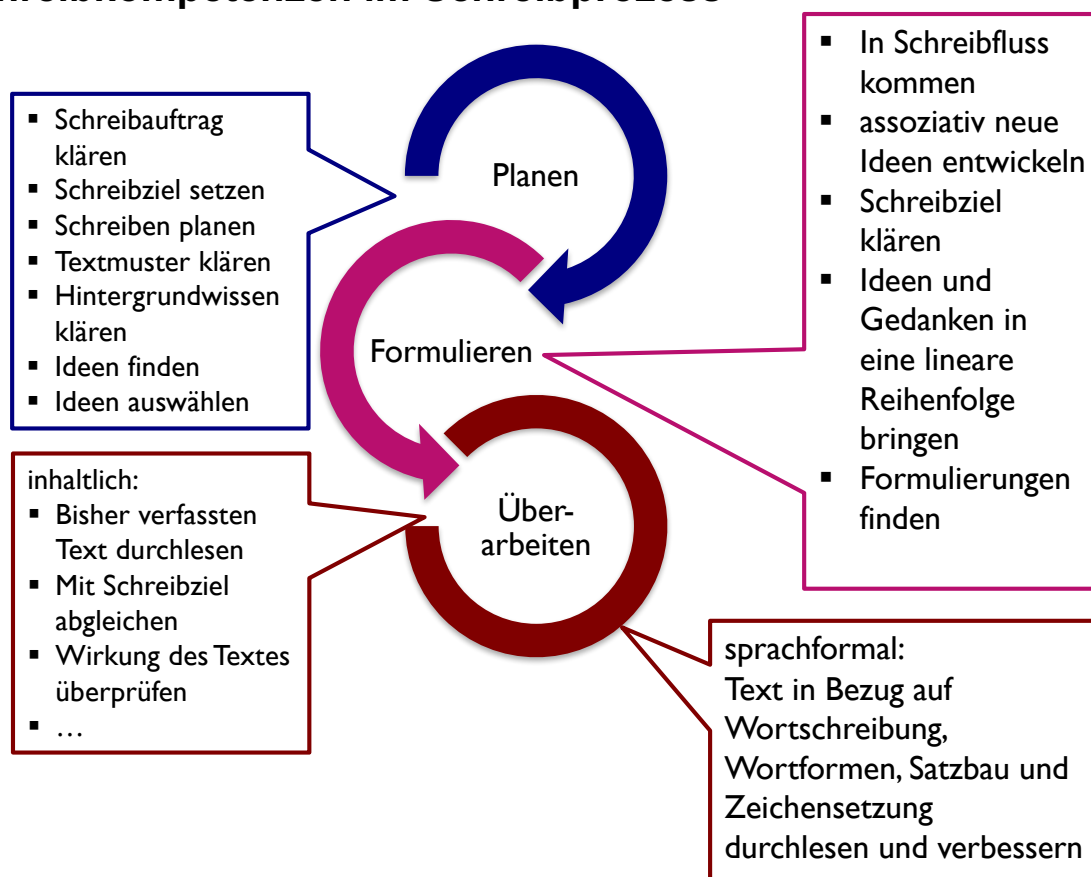 Planen
▪ Schreibauftrag
klären
▪ Schreibziel setzen
▪ Schreiben planen
▪ Textmuster klären
▪ Hintergrundwissen
klären
▪ Ideen finden
▪ Ideen auswählen
Formulieren
▪ In Schreibfluss
kommen
▪ assoziativ neue
Ideen entwickeln
▪ Schreibziel
klären
▪ Ideen und
Gedanken in
eine lineare
Reihenfolge
bringen
▪ Formulierungen
finden
Über-
arbeiten
inhaltlich:
▪ Bisher verfassten
Text durchlesen
▪ Mit Schreibziel
abgleichen
▪ Wirkung des Textes
überprüfen
▪ …
sprachformal:
Text in Bezug auf
Wortschreibung,
Wortformen, Satzbau und
Zeichensetzung
durchlesen und verbessern